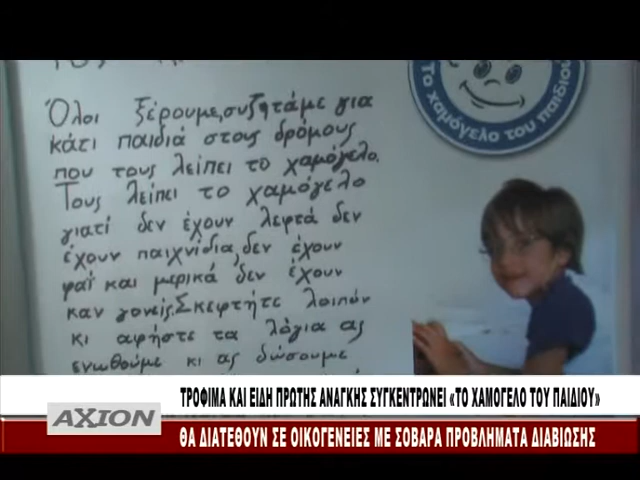 Όλοι ξέρουμε, συζητάμε για
κάτι παιδιά στους δρόμους
που τους λείπει το χαμόγελο.
Τους λείπει το χαμόγελο
γιατί δεν έχουν λεφτά δεν
έχουν παιχνίδια, δεν έχουν
φαϊ και μερικά δεν έχουν
καν γονείς. Σκεφτήτε λοιπόν
κι αφήστε τα λόγια ας
ενωθούμε κι ας δώσουμε
Το χαμόγελο του παιδιού
ΤΡΟΦΙΜΑ ΚΑΙ ΕΙΔΗ ΠΡΩΤΗΣ ΑΝΑΓΚΗΣ ΣΥΓΚΕΝΤΡΩΝΕΙ «ΤΟ ΧΑΜΟΓΕΛΟ ΤΟΥ ΠΑΙΔΙΟΥ»
AXION
ΘΑ ΔΙΑΤΕΘΟΥΝ ΣΕ ΟΙΚΟΓΕΝΕΙΕΣ ΜΕ ΣΟΒΑΡΑ ΠΡΟΒΛΗΜΑΤΑ ΔΙΑΒΙΩΣΗΣ